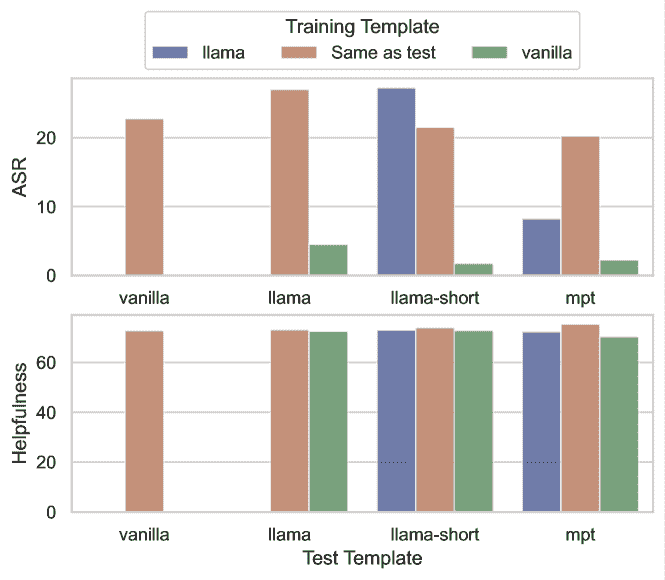 Training Template
llama Same as test vanilla
ASR
20
10
0
vanilla llama llama-short mpt
Helpfulness
60
40
20
0
vanilla llama llama-short mpt
Test Template